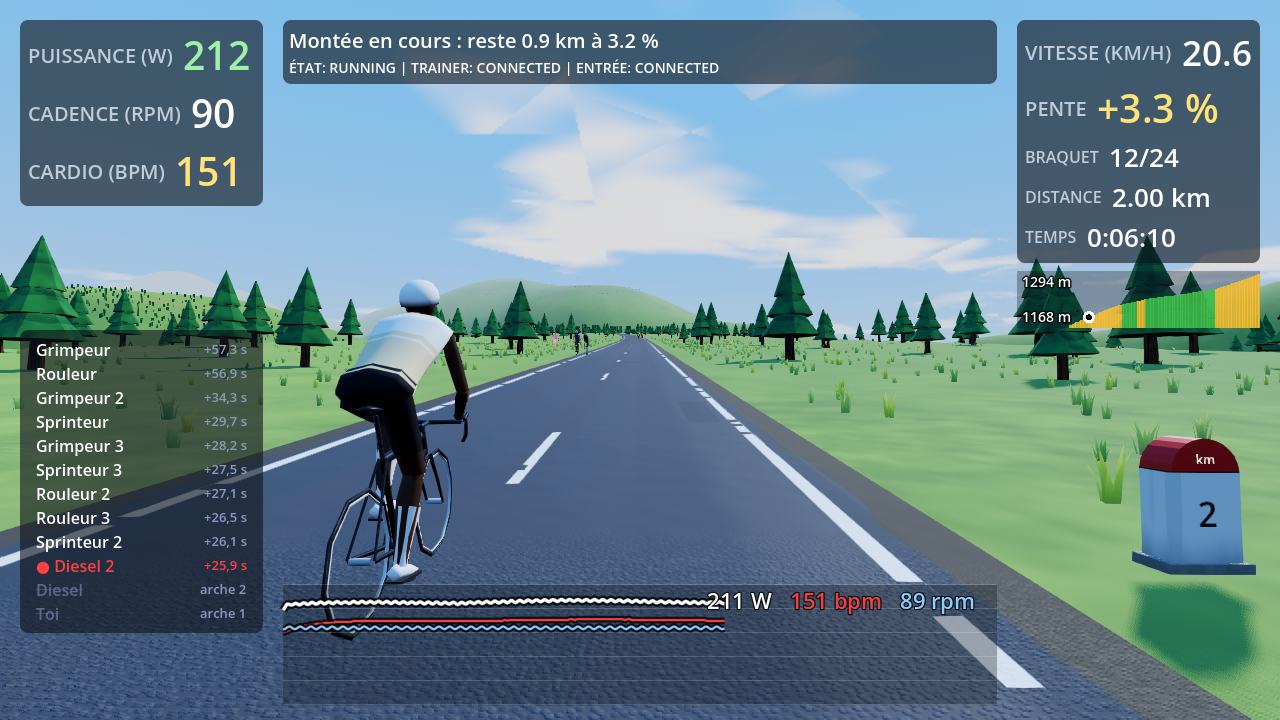 PUISSANCE (W) 212
CADENCE (RPM) 90
CARDIO (BPM) 151
Montée en cours : reste 0.9 km à 3.2 %
ÉTAT: RUNNING | TRAINER: CONNECTED | ENTRÉE: CONNECTED
VITESSE (KM/H) 20.6
PENTE +3.3 %
BRAQUET 12/24
DISTANCE 2.00 km
TEMPS 0:06:10
1294 m
1168 m
Grimpeur +57,3 s
Rouleur +56,9 s
Grimpeur 2 +34,3 s
Sprinteur +29,7 s
Grimpeur 3 +28,2 s
Sprinteur 3 +27,5 s
Rouleur 2 +27,1 s
Rouleur 3 +26,5 s
Sprinteur 2 +26,1 s
Diesel 2 +25,9 s
Diesel arche 2
Toi arche 1
km
2
211 W 151 bpm 89 rpm